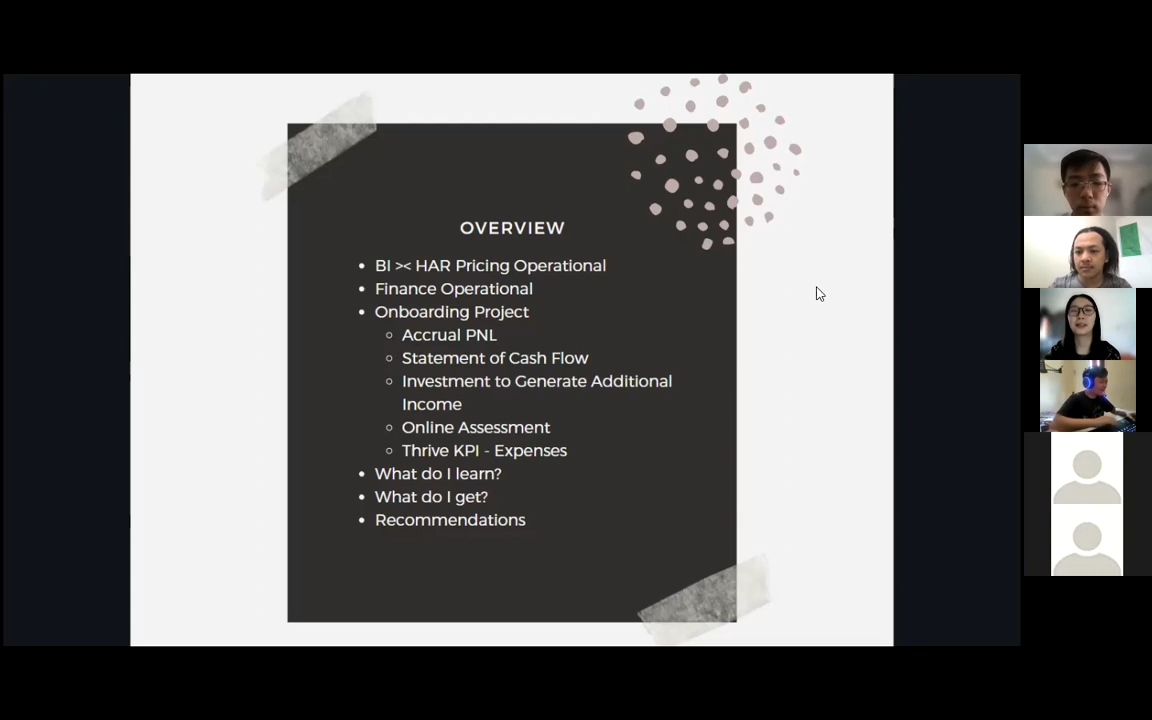 OVERVIEW
• BI >< HAR Pricing Operational
• Finance Operational
• Onboarding Project
◦ Accrual PNL
◦ Statement of Cash Flow
◦ Investment to Generate Additional
Income
◦ Online Assessment
◦ Thrive KPI - Expenses
• What do I learn?
• What do I get?
• Recommendations